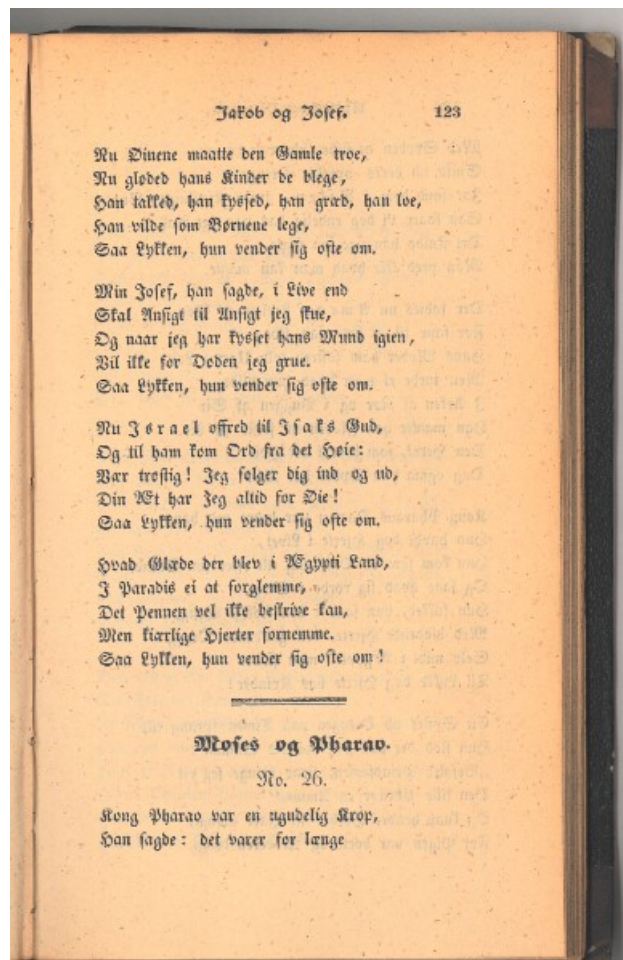 Jakob og Josef. 123
Nu Öinene maatte den Gamle troe,
Nu gløded hans Kinder de blege,
Han takked, han kyssed, han græd, han loe,
Han vilde som Børnene lege,
Saa Lykken, hun vender sig ofte om.
Min Josef, han sagde, i Live end
Skal Ansigt til Ansigt jeg skue,
Og naar jeg har kysset hans Mund igien,
Vil ikke for Døden jeg grue.
Saa Lykken, hun vender sig ofte om.
Nu Israel offred til Isaks Gud,
Og til ham kom Ord fra det Høie:
Vær trøstig! Jeg følger dig ind og ud,
Din Æt har Jeg altid for Øie!
Saa Lykken, hun vender sig ofte om.
Hvad Glæde der blev i Ægypti Land,
I Paradis ei at forglemme,
Det Pennen vel ikke beskrive kan,
Men kiærlige Hjerter fornemme.
Saa Lykken, hun vender sig ofte om!
Moses og Pharao.
No. 26.
Kong Pharao var en ugudelig Krop,
Han sagde: det varer for længe